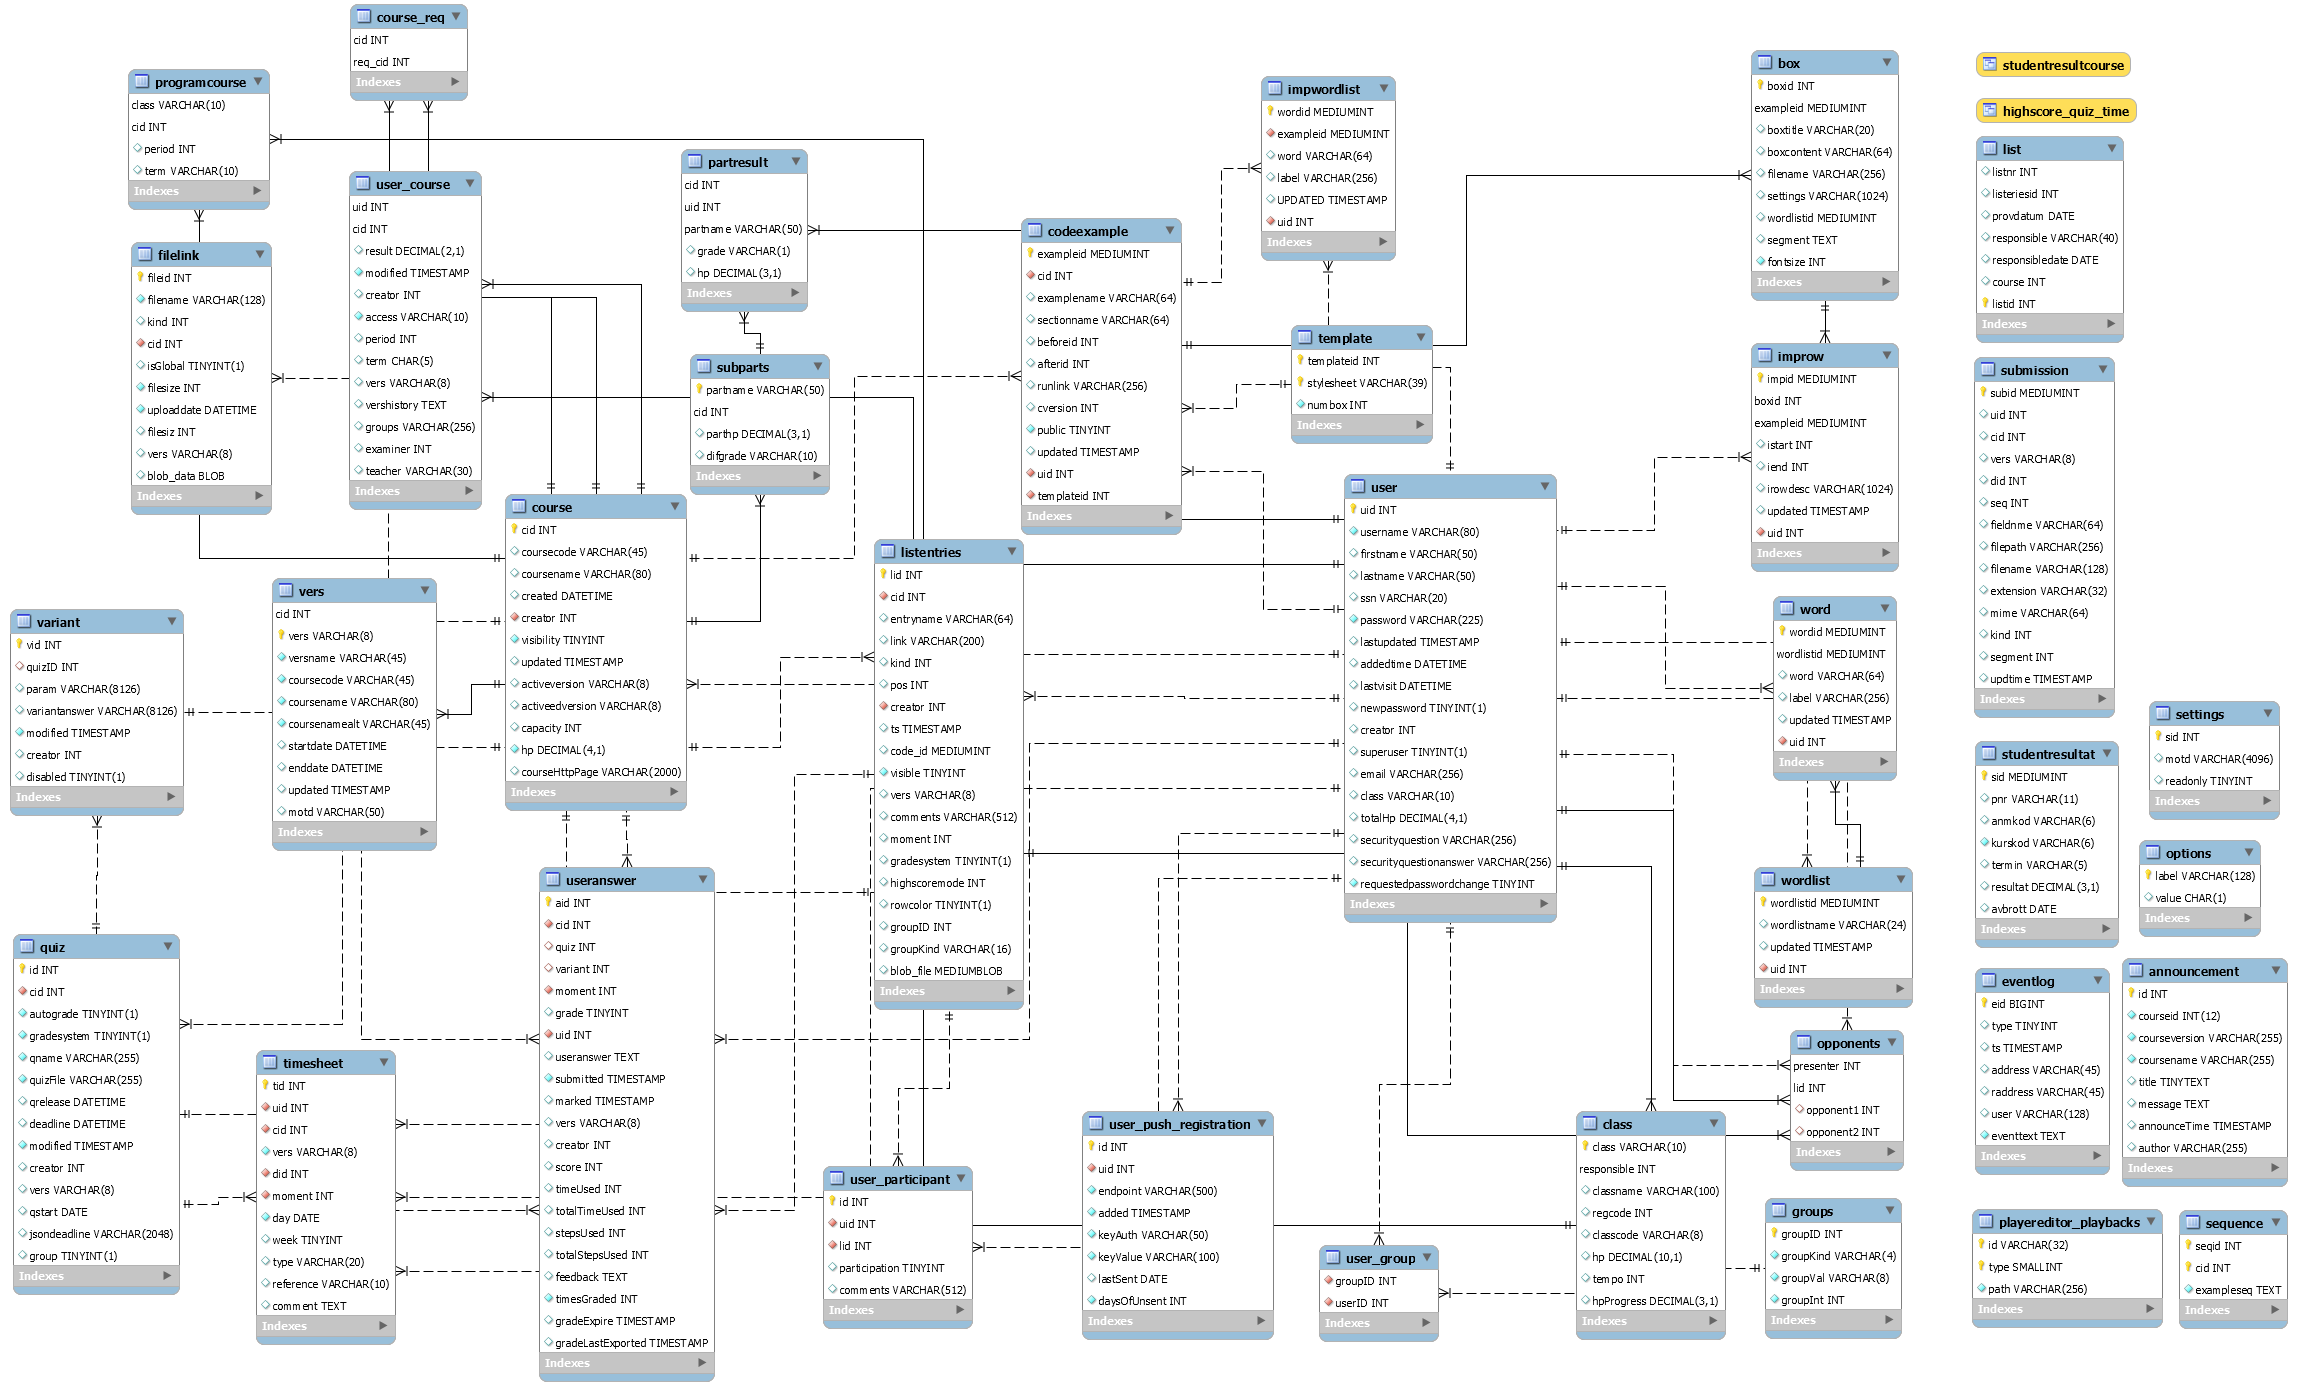 course_req
cid INT
req_cid INT
Indexes
programcourse
class VARCHAR(10)
cid INT
period INT
term VARCHAR(10)
Indexes
filelink
fileid INT
filename VARCHAR(128)
kind INT
cid INT
isGlobal TINYINT(1)
filesize INT
uploaddate DATETIME
filesiz INT
vers VARCHAR(8)
blob_data BLOB
Indexes
user_course
uid INT
cid INT
result DECIMAL(2,1)
modified TIMESTAMP
creator INT
access VARCHAR(10)
period INT
term CHAR(5)
vers VARCHAR(8)
vershistory TEXT
groups VARCHAR(256)
examiner INT
teacher VARCHAR(30)
Indexes
partresult
cid INT
uid INT
partname VARCHAR(50)
grade VARCHAR(1)
hp DECIMAL(3,1)
Indexes
subparts
partname VARCHAR(50)
cid INT
parthp DECIMAL(3,1)
difgrade VARCHAR(10)
Indexes
codeexample
exampleid MEDIUMINT
cid INT
examplename VARCHAR(64)
sectionname VARCHAR(64)
beforeid INT
afterid INT
runlink VARCHAR(256)
cversion INT
public TINYINT
updated TIMESTAMP
uid INT
templateid INT
Indexes
impwordlist
wordid MEDIUMINT
exampleid MEDIUMINT
word VARCHAR(64)
label VARCHAR(256)
UPDATED TIMESTAMP
uid INT
Indexes
template
templateid INT
stylesheet VARCHAR(39)
numbox INT
Indexes
box
boxid INT
exampleid MEDIUMINT
boxtitle VARCHAR(20)
boxcontent VARCHAR(64)
filename VARCHAR(256)
settings VARCHAR(1024)
wordlistid MEDIUMINT
segment TEXT
fontsize INT
Indexes
improw
impid MEDIUMINT
boxid INT
exampleid MEDIUMINT
istart INT
iend INT
irowdesc VARCHAR(1024)
updated TIMESTAMP
uid INT
Indexes
studentresultcourse
highscore_quiz_time
list
listnr INT
listeriesid INT
provdatum DATE
responsible VARCHAR(40)
responsibledate DATE
course INT
listid INT
Indexes
submission
subid MEDIUMINT
uid INT
cid INT
vers VARCHAR(8)
did INT
seq INT
fieldnme VARCHAR(64)
filepath VARCHAR(256)
filename VARCHAR(128)
extension VARCHAR(32)
mime VARCHAR(64)
kind INT
segment INT
updtime TIMESTAMP
Indexes
variant
vid INT
quizID INT
param VARCHAR(8126)
variantanswer VARCHAR(8126)
modified TIMESTAMP
creator INT
disabled TINYINT(1)
Indexes
vers
cid INT
vers VARCHAR(8)
versname VARCHAR(45)
coursecode VARCHAR(45)
coursename VARCHAR(80)
coursenamealt VARCHAR(45)
startdate DATETIME
enddate DATETIME
updated TIMESTAMP
motd VARCHAR(50)
Indexes
course
cid INT
coursecode VARCHAR(45)
coursename VARCHAR(80)
created DATETIME
creator INT
visibility TINYINT
updated TIMESTAMP
activeversion VARCHAR(8)
activeedversion VARCHAR(8)
capacity INT
hp DECIMAL(4,1)
courseHttpPage VARCHAR(2000)
Indexes
listentries
lid INT
cid INT
entryname VARCHAR(64)
link VARCHAR(200)
kind INT
pos INT
creator INT
ts TIMESTAMP
code_id MEDIUMINT
visible TINYINT
vers VARCHAR(8)
comments VARCHAR(512)
moment INT
gradesystem TINYINT(1)
highscoremode INT
rowcolor TINYINT(1)
groupID INT
groupKind VARCHAR(16)
blob_file MEDIUMBLOB
Indexes
user
uid INT
username VARCHAR(80)
firstname VARCHAR(50)
lastname VARCHAR(50)
ssn VARCHAR(20)
password VARCHAR(225)
lastupdated TIMESTAMP
addedtime DATETIME
lastvisit DATETIME
newpassword TINYINT(1)
creator INT
superuser TINYINT(1)
email VARCHAR(256)
class VARCHAR(10)
totalHp DECIMAL(4,1)
securityquestion VARCHAR(256)
securityquestionanswer VARCHAR(256)
requestedpasswordchange TINYINT
Indexes
word
wordid MEDIUMINT
wordlistid MEDIUMINT
word VARCHAR(64)
label VARCHAR(256)
updated TIMESTAMP
uid INT
Indexes
wordlist
wordlistid MEDIUMINT
wordlistname VARCHAR(24)
updated TIMESTAMP
uid INT
Indexes
opponents
presenter INT
lid INT
opponent1 INT
opponent2 INT
Indexes
settings
sid INT
motd VARCHAR(4096)
readonly TINYINT
Indexes
studentresultat
sid MEDIUMINT
pnr VARCHAR(11)
anmkod VARCHAR(6)
kurskod VARCHAR(6)
termin VARCHAR(5)
resultat DECIMAL(3,1)
avbrott DATE
Indexes
options
label VARCHAR(128)
value CHAR(1)
Indexes
eventlog
eid BIGINT
type TINYINT
ts TIMESTAMP
address VARCHAR(45)
raddress VARCHAR(45)
user VARCHAR(128)
eventtext TEXT
Indexes
announcement
id INT
courseid INT(12)
courseversion VARCHAR(255)
coursename VARCHAR(255)
title TINYTEXT
message TEXT
announceTime TIMESTAMP
author VARCHAR(255)
Indexes
quiz
id INT
cid INT
autograde TINYINT(1)
gradesystem TINYINT(1)
qname VARCHAR(255)
quizFile VARCHAR(255)
qrelease DATETIME
deadline DATETIME
modified TIMESTAMP
creator INT
vers VARCHAR(8)
qstart DATE
jsondeadline VARCHAR(2048)
group TINYINT(1)
Indexes
timesheet
tid INT
uid INT
cid INT
vers VARCHAR(8)
did INT
moment INT
day DATE
week TINYINT
type VARCHAR(20)
reference VARCHAR(10)
comment TEXT
Indexes
useranswer
aid INT
cid INT
quiz INT
variant INT
moment INT
grade TINYINT
uid INT
useranswer TEXT
submitted TIMESTAMP
marked TIMESTAMP
vers VARCHAR(8)
creator INT
score INT
timeUsed INT
totalTimeUsed INT
stepsUsed INT
totalStepsUsed INT
feedback TEXT
timesGraded INT
gradeExpire TIMESTAMP
gradeLastExported TIMESTAMP
Indexes
user_participant
id INT
uid INT
lid INT
participation TINYINT
comments VARCHAR(512)
Indexes
user_push_registration
id INT
uid INT
endpoint VARCHAR(500)
added TIMESTAMP
keyAuth VARCHAR(50)
keyValue VARCHAR(100)
lastSent DATE
daysOfUnsent INT
Indexes
user_group
groupID INT
userID INT
Indexes
class
class VARCHAR(10)
responsible INT
classname VARCHAR(100)
regcode INT
classcode VARCHAR(8)
hp DECIMAL(10,1)
tempo INT
hpProgress DECIMAL(3,1)
Indexes
groups
groupID INT
groupKind VARCHAR(4)
groupVal VARCHAR(8)
groupInt INT
Indexes
playereditor_playbacks
id VARCHAR(32)
type SMALLINT
path VARCHAR(256)
Indexes
sequence
seqid INT
cid INT
exampleseq TEXT
Indexes